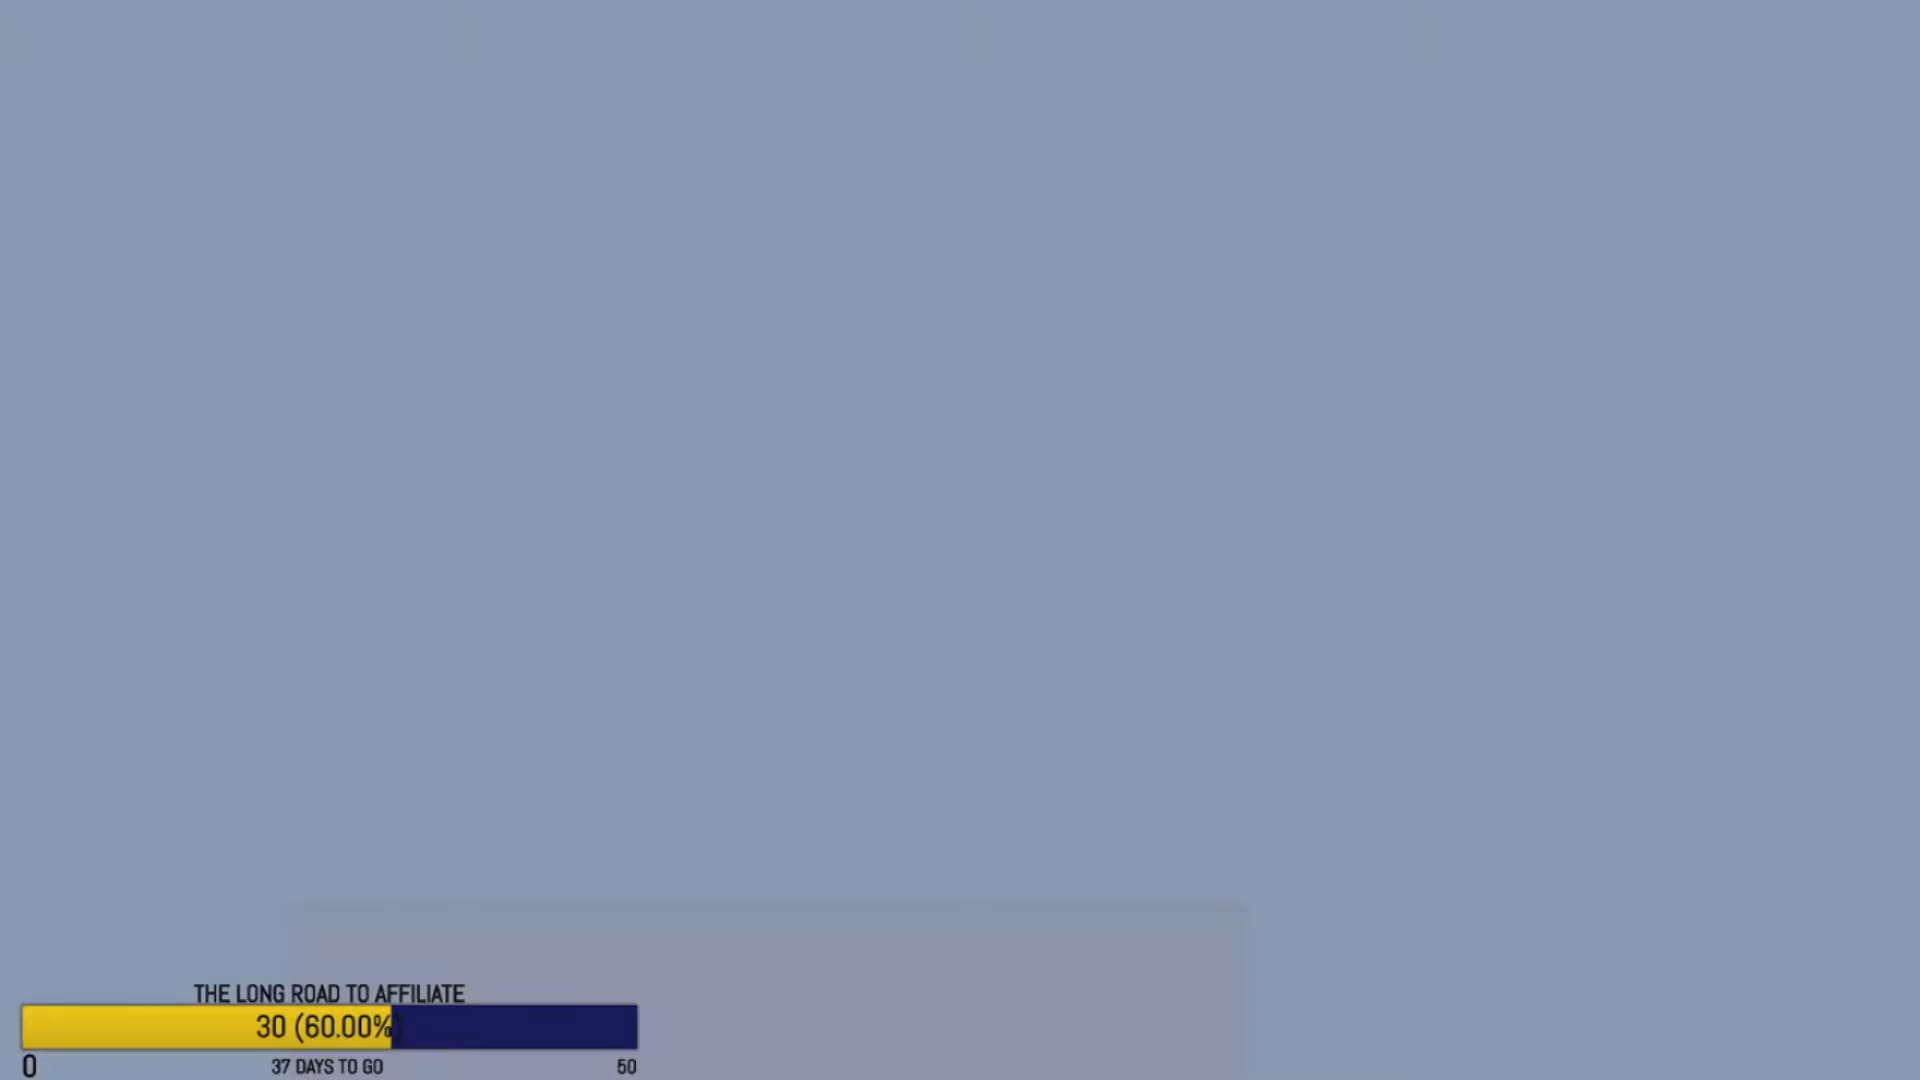 THE LONG ROAD TO AFFILIATE
30 (60.00%)
0
37 DAYS TO GO
50